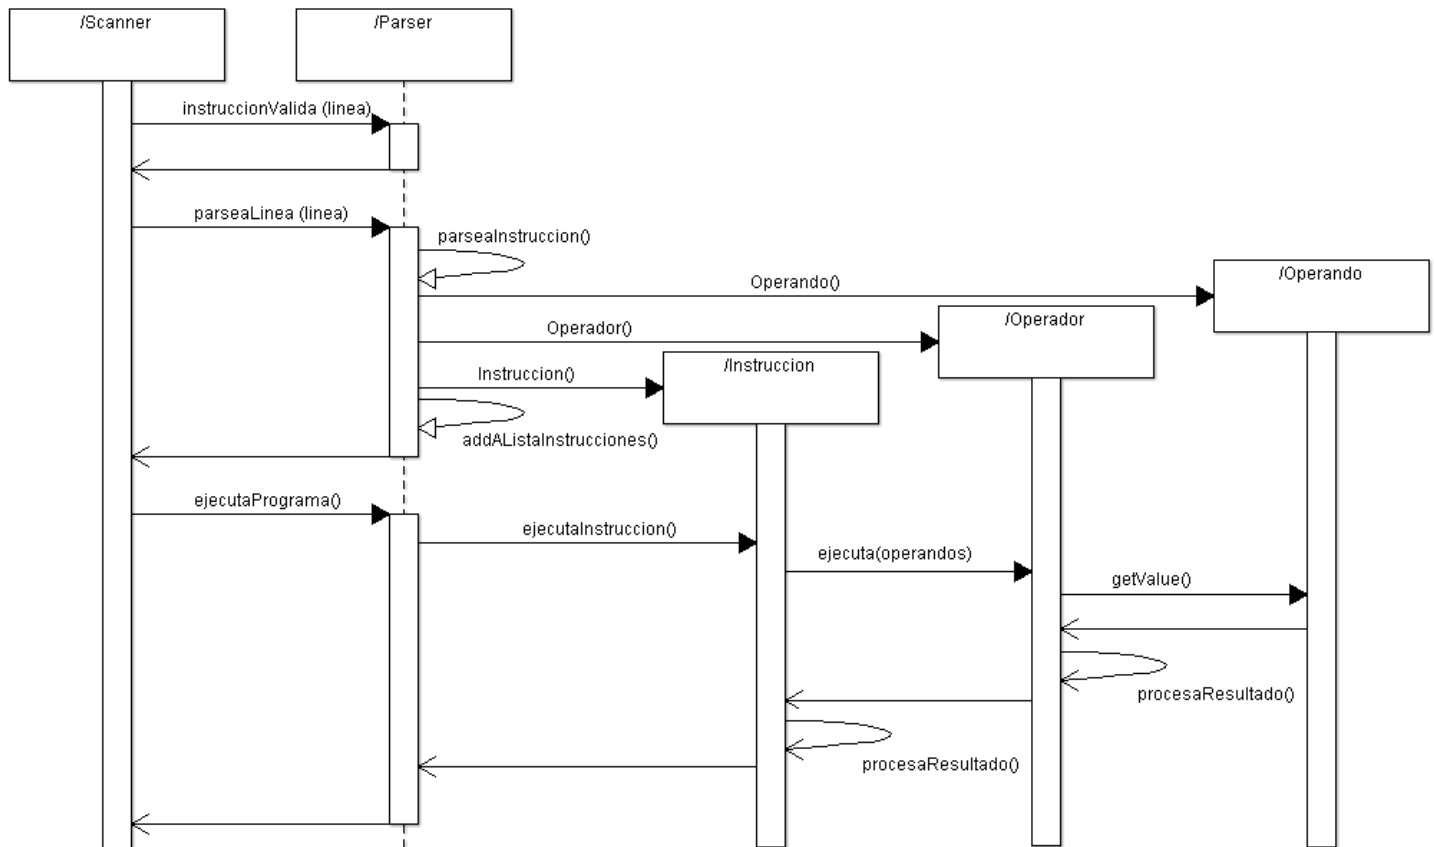 /Scanner
/Parser
instruccionValida (linea)
parseaLinea (linea)
parseaInstruccion()
Operando()
/Operando
Operador()
/Operador
Instruccion()
/Instruccion
addAListaInstrucciones()
ejecutaPrograma()
ejecutaInstruccion()
ejecuta(operandos)
getValue()
procesaResultado()
procesaResultado()